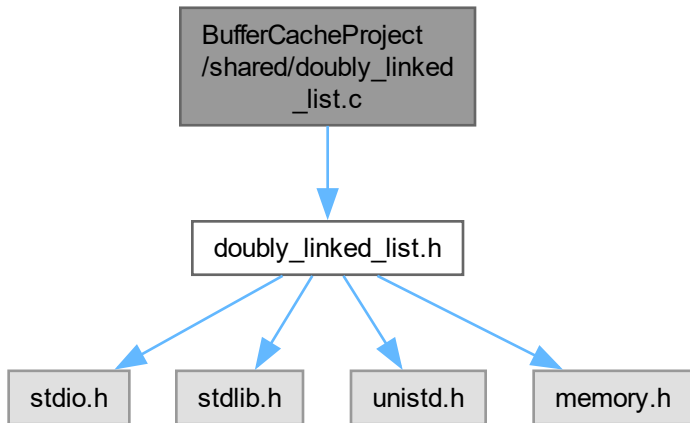 BufferCacheProject
/shared/doubly_linked
_list.c
doubly_linked_list.h
stdio.h
stdlib.h
unistd.h
memory.h